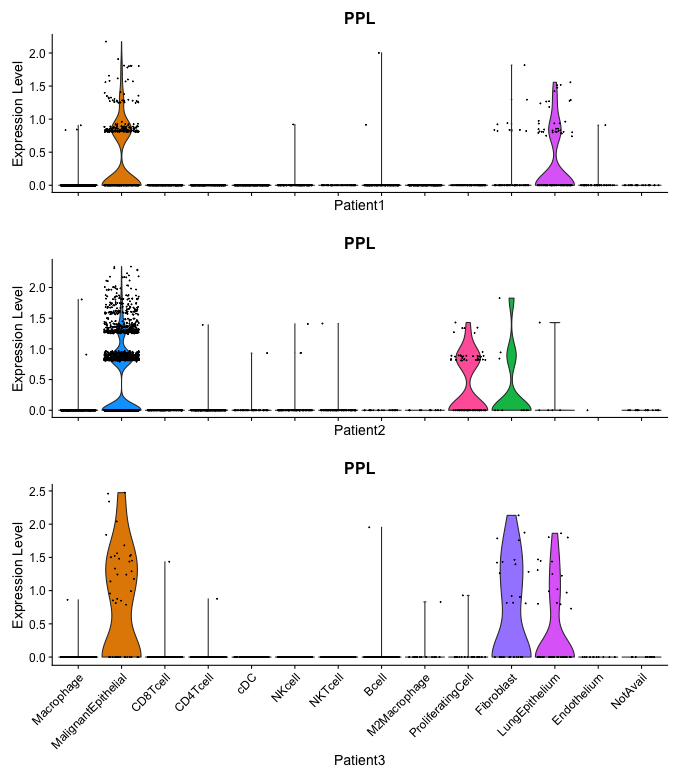 PPL
Expression Level
2.0
1.5
1.0
0.5
0.0
Patient1
PPL
Expression Level
2.0
1.5
1.0
0.5
0.0
Patient2
PPL
Expression Level
2.5
2.0
1.5
1.0
0.5
0.0
Macrophage
MalignantEpithelial
CD8Tcell
CD4Tcell
cDC
NKCell
NKTcell
Bcell
M2Macrophage
ProliferatingCell
Fibroblast
LungEpithelium
Endothelium
NotAvail
Patient3